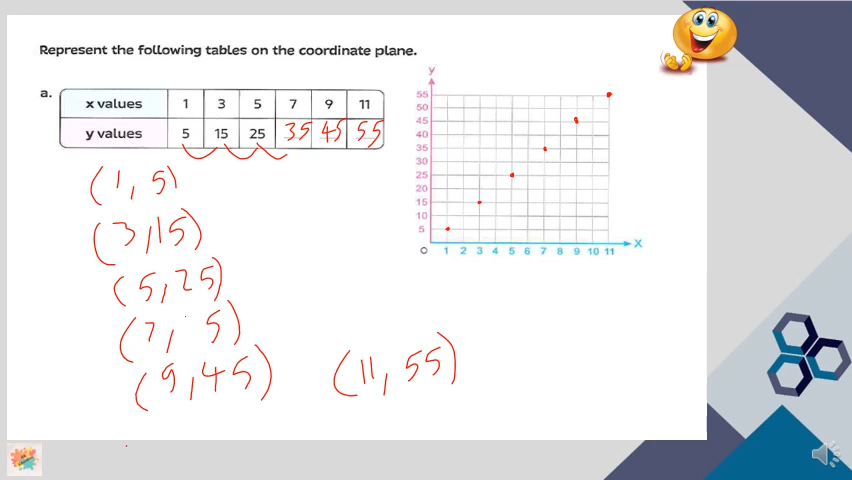 Represent the following tables on the coordinate plane.
a.
x values 1 3 5 7 9 11
y values 5 15 25 35 45 55
(1, 5)
(3,15)
(5,25)
(7, 5)
(9,45)
(11, 55)
y
55
50
45
40
35
30
25
20
15
10
5
O 1 2 3 4 5 6 7 8 9 10 11 X